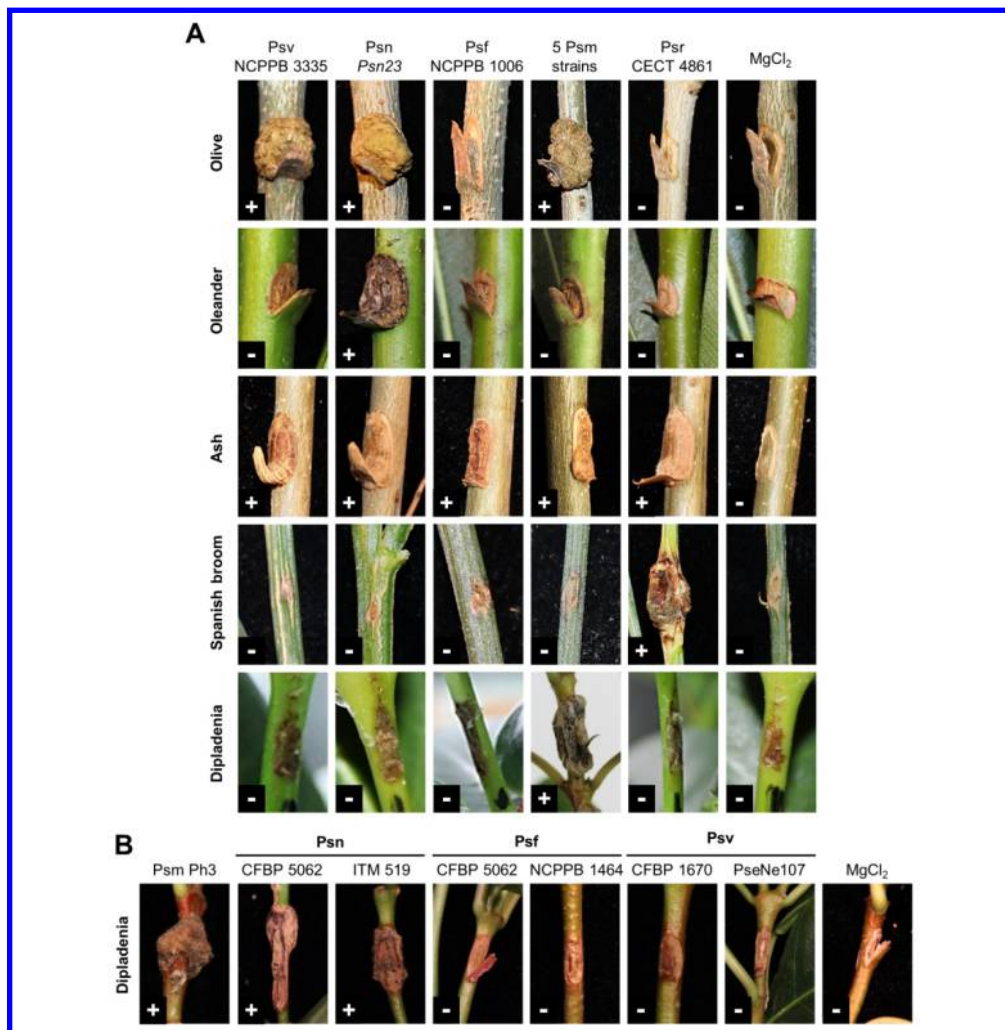 A
Psv
NCPPB 3335
Psn
Psn23
Psf
NCPPB 1006
5 Psm
strains
Psr
CECT 4861
MgCl₂
Olive
+ + - + - -
Oleander
- + - - - -
Ash
+ + + + + -
Spanish broom
- - - - + -
Dipladenia
- - - + - -
B
Psn
Psf
Psv
Psm Ph3
CFBP 5062
ITM 519
CFBP 5062
NCPPB 1464
CFBP 1670
PseNe107
MgCl₂
Dipladenia
+ + + - - - - -